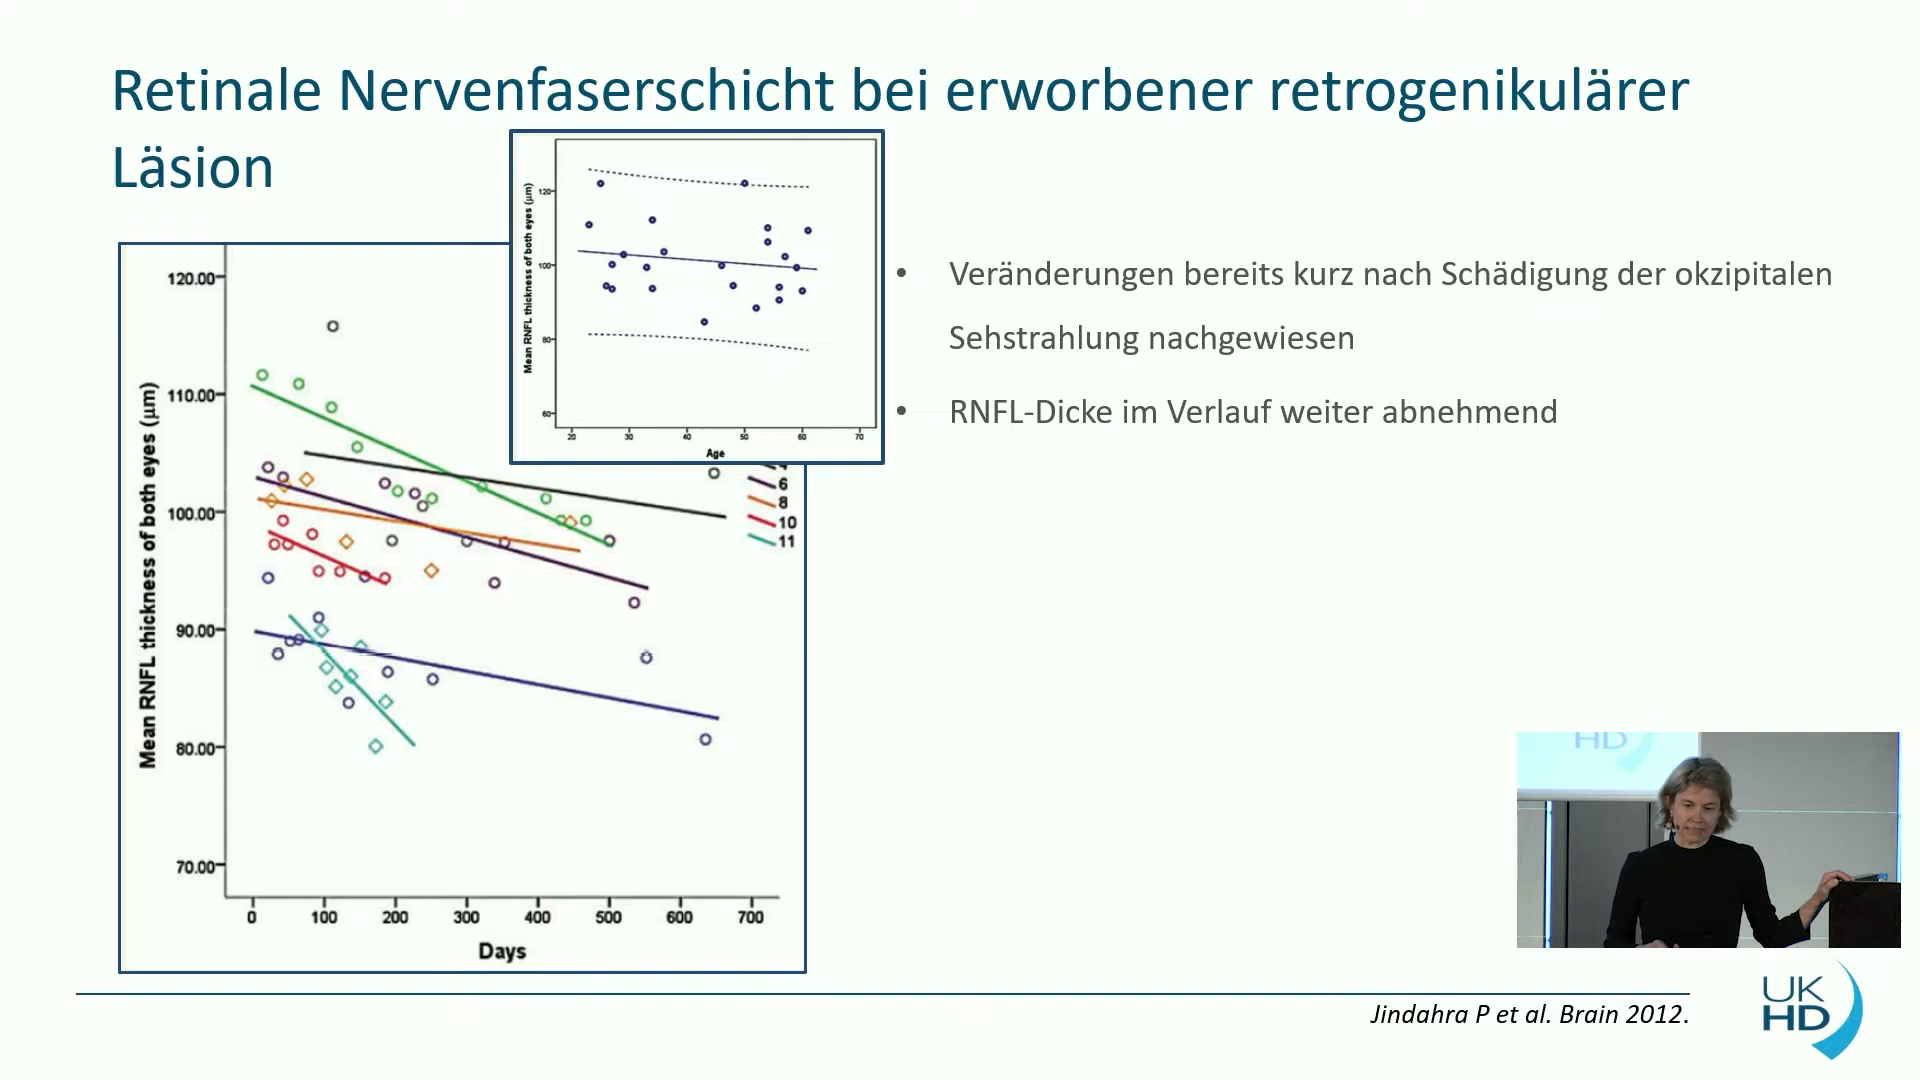 Retinale Nervenfaserschicht bei erworbener retrogenikulärer
Läsion
Mean RNFL thickness of both eyes (µm)
120
100
80
60
20 30 40 50 60 70
Age
Mean RNFL thickness of both eyes (µm)
120.00
110.00
100.00
90.00
80.00
70.00
0 100 200 300 400 500 600 700
Days
6
8
10
11
• Veränderungen bereits kurz nach Schädigung der okzipitalen
Sehstrahlung nachgewiesen
• RNFL-Dicke im Verlauf weiter abnehmend
HD
Jindahra P et al. Brain 2012.
UK
HD